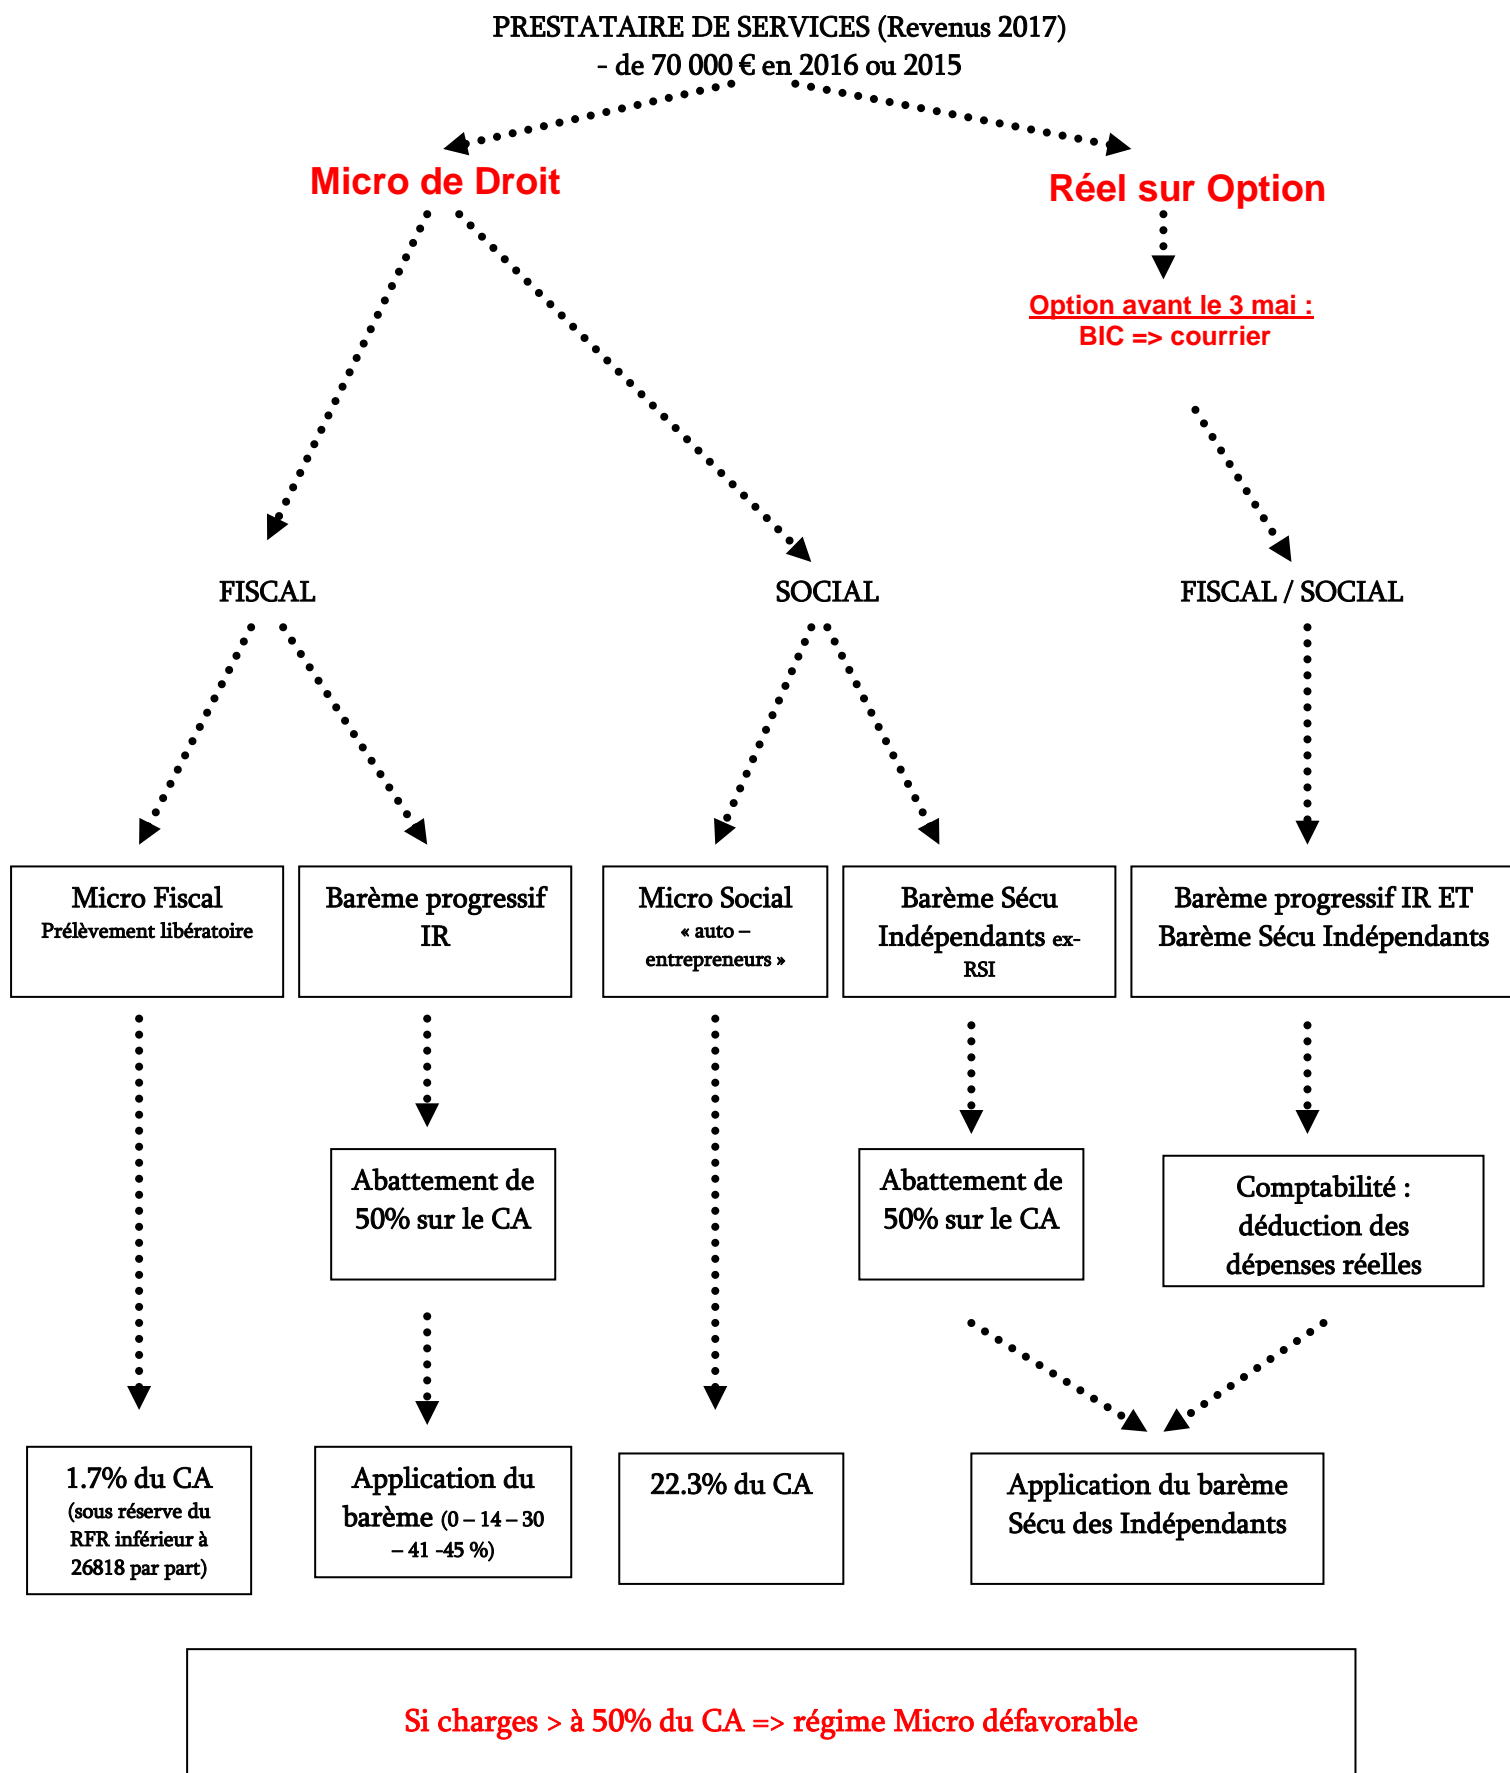 PRESTATAIRE DE SERVICES (Revenus 2017)
- de 70 000 € en 2016 ou 2015
Micro de Droit
Réel sur Option
Option avant le 3 mai :
BIC => courrier
FISCAL
SOCIAL
FISCAL / SOCIAL
Micro Fiscal
Prélèvement libératoire
Barème progressif
IR
Micro Social
« auto –
entrepreneurs »
Barème Sécu
Indépendants ex-
RSI
Barème progressif IR ET
Barème Sécu Indépendants
Abattement de
50% sur le CA
Abattement de
50% sur le CA
Comptabilité :
déduction des
dépenses réelles
1.7% du CA
(sous réserve du
RFR inférieur à
26818 par part)
Application du
barème (0 – 14 – 30
– 41 -45 %)
22.3% du CA
Application du barème
Sécu des Indépendants
Si charges > à 50% du CA => régime Micro défavorable